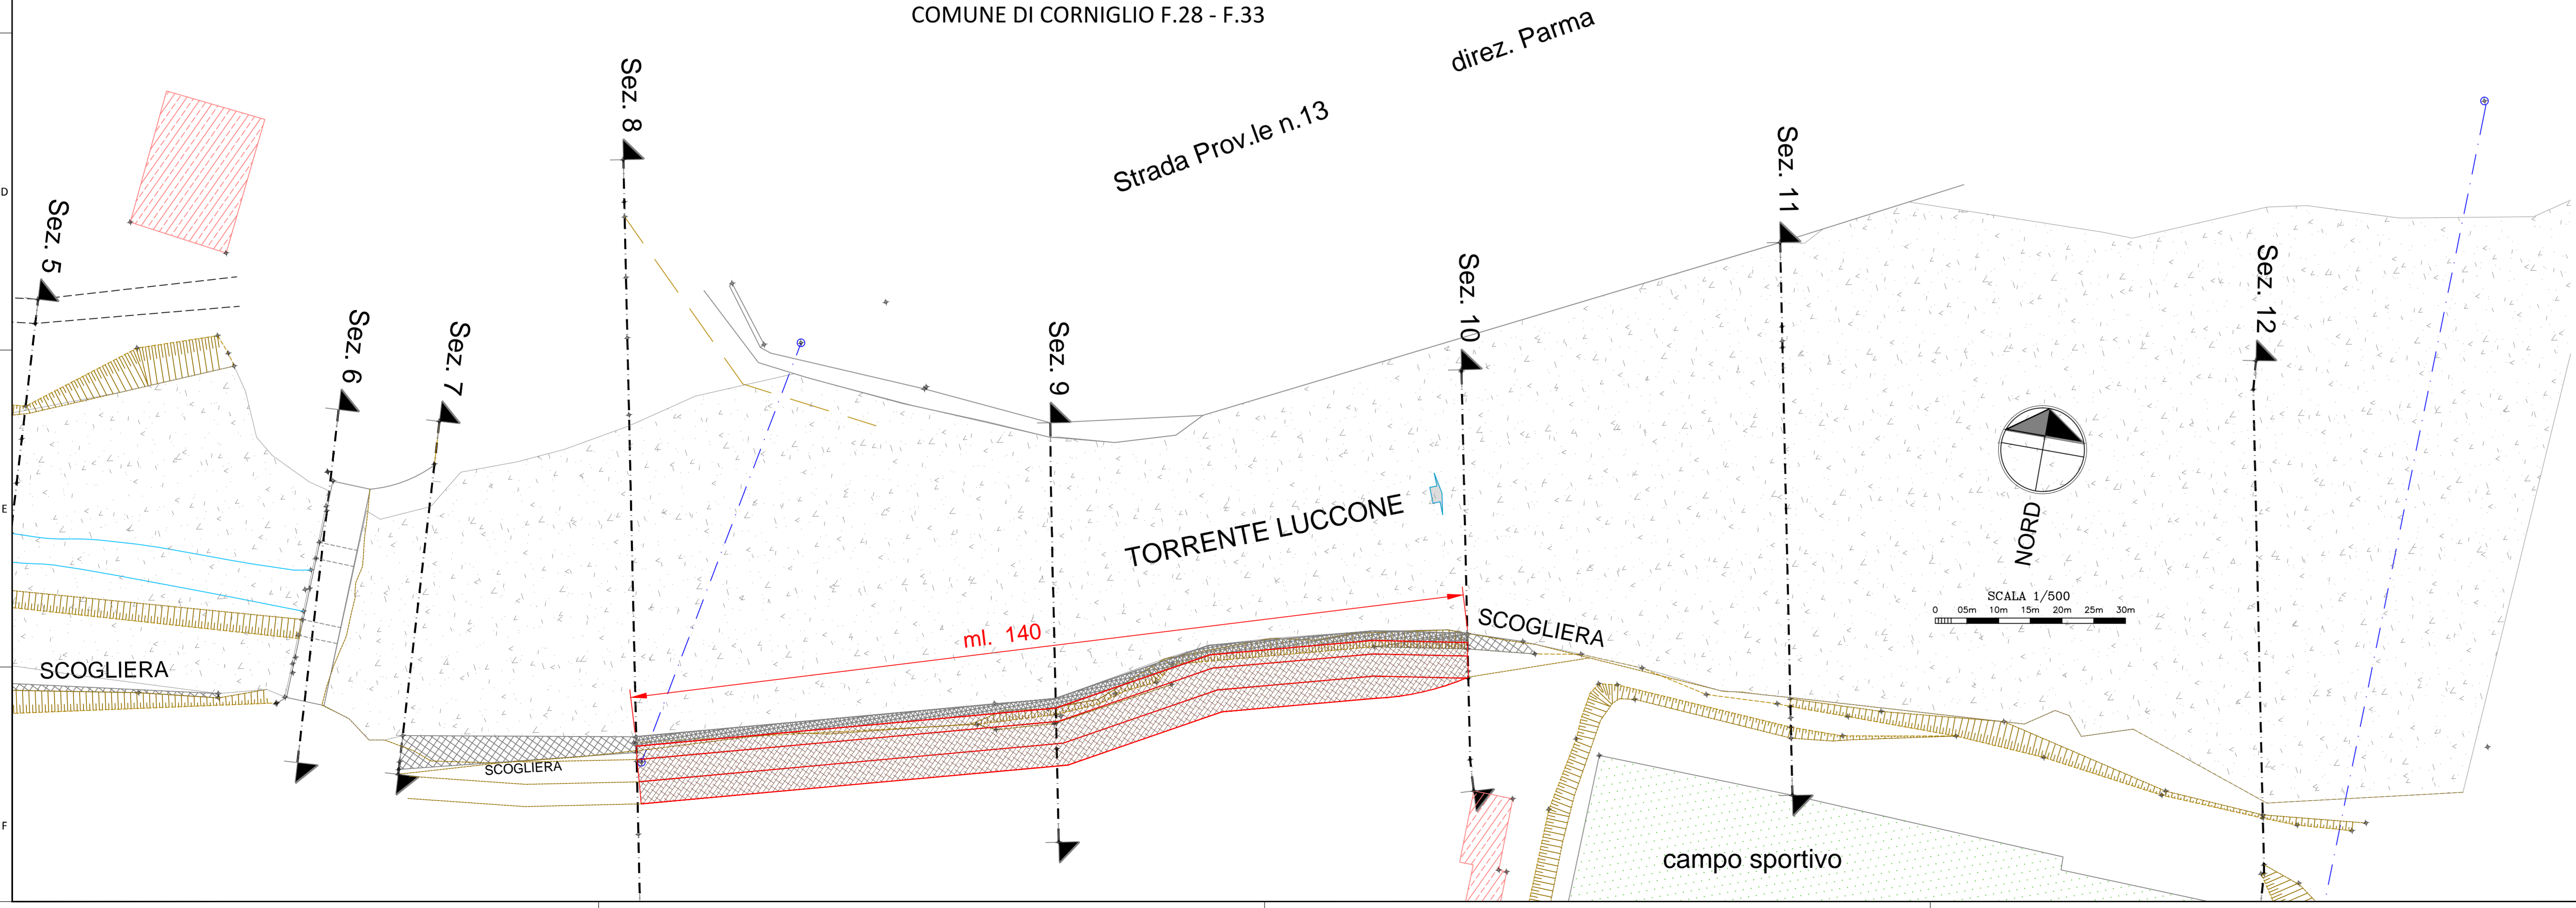 COMUNE DI CORNIGLIO F.28 - F.33
direz. Parma
Strada Prov.le n.13
Sez. 8
Sez. 11
D
Sez. 5
Sez. 6
Sez. 7
Sez. 9
Sez. 10
Sez. 12
E
TORRENTE LUCCONE
NORD
SCALA 1/500
0 05m 10m 15m 20m 25m 30m
ml. 140
SCOGLIERA
SCOGLIERA
SCOGLIERA
F
campo sportivo